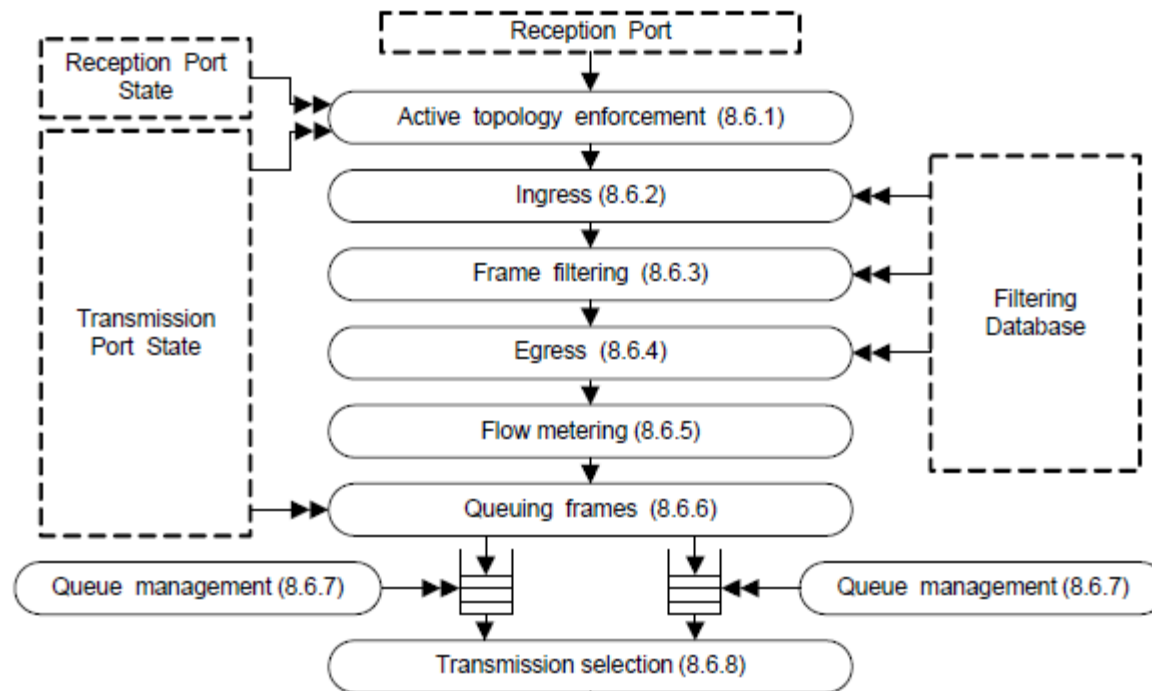 Reception Port
Reception Port
State
Active topology enforcement (8.6.1)
Ingress (8.6.2)
Frame filtering (8.6.3)
Transmission
Port State
Filtering
Database
Egress (8.6.4)
Flow metering (8.6.5)
Queuing frames (8.6.6)
Queue management (8.6.7)
Queue management (8.6.7)
Transmission selection (8.6.8)